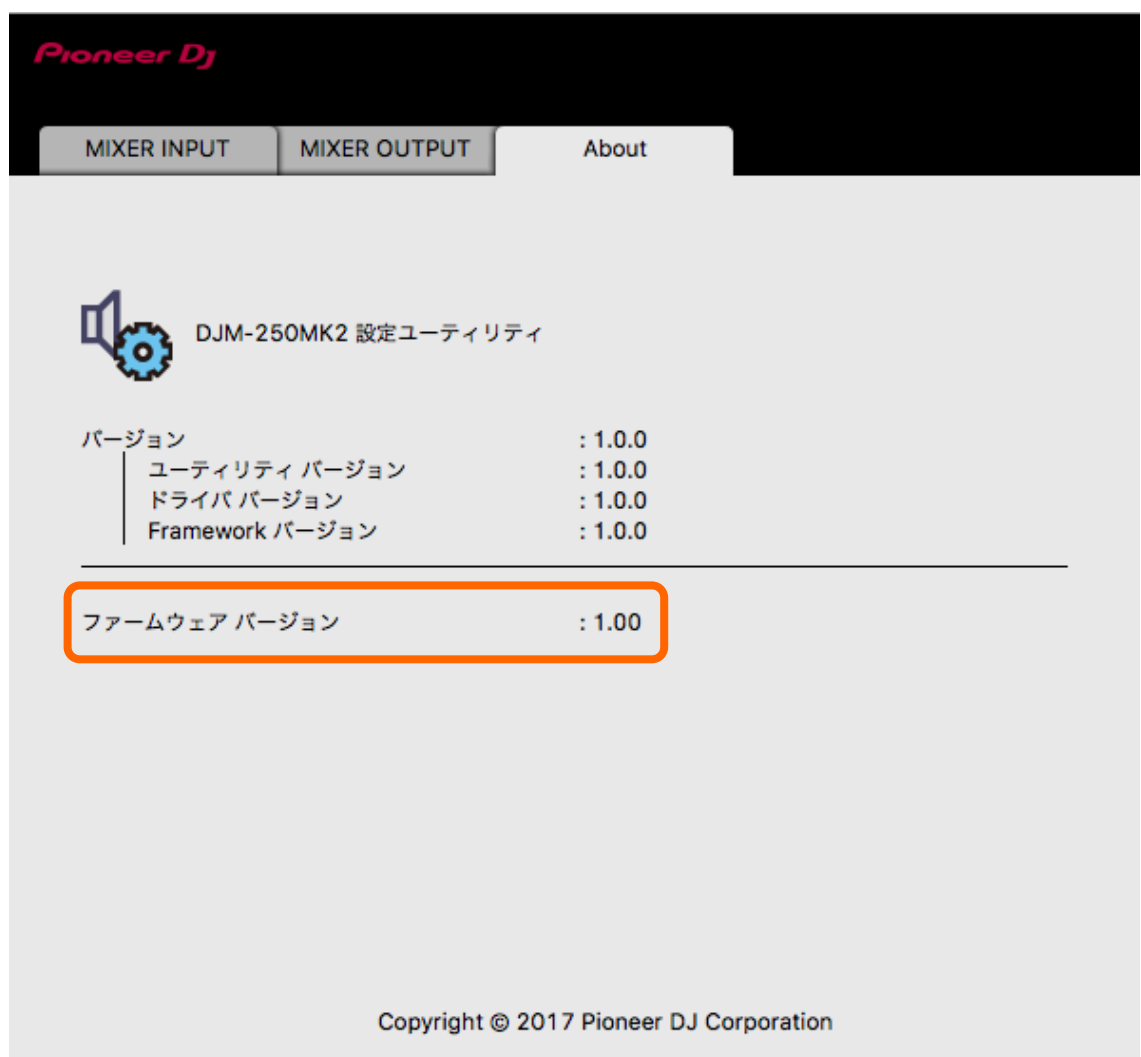 Pioneer Dj
MIXER INPUT MIXER OUTPUT About
DJM-250MK2 設定ユーティリティ
バージョン : 1.0.0
ユーティリティ バージョン : 1.0.0
ドライバ バージョン : 1.0.0
Framework バージョン : 1.0.0
ファームウェア バージョン : 1.00
Copyright © 2017 Pioneer DJ Corporation